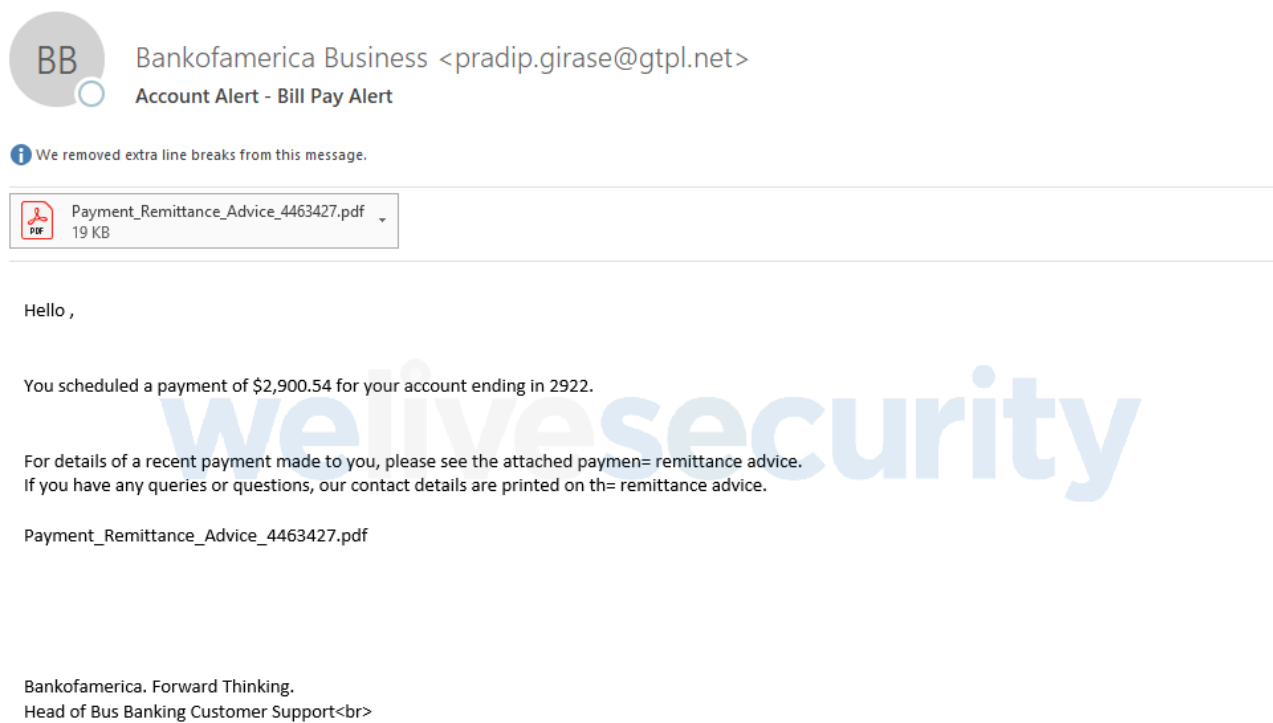 BB
Bankofamerica Business <pradip.girase@gtpl.net>
Account Alert - Bill Pay Alert
i We removed extra line breaks from this message.
PDF
Payment_Remittance_Advice_4463427.pdf
19 KB
Hello ,
You scheduled a payment of $2,900.54 for your account ending in 2922.
welivesecurity
For details of a recent payment made to you, please see the attached paymen= remittance advice.
If you have any queries or questions, our contact details are printed on th= remittance advice.
Payment_Remittance_Advice_4463427.pdf
Bankofamerica. Forward Thinking.
Head of Bus Banking Customer Support<br>